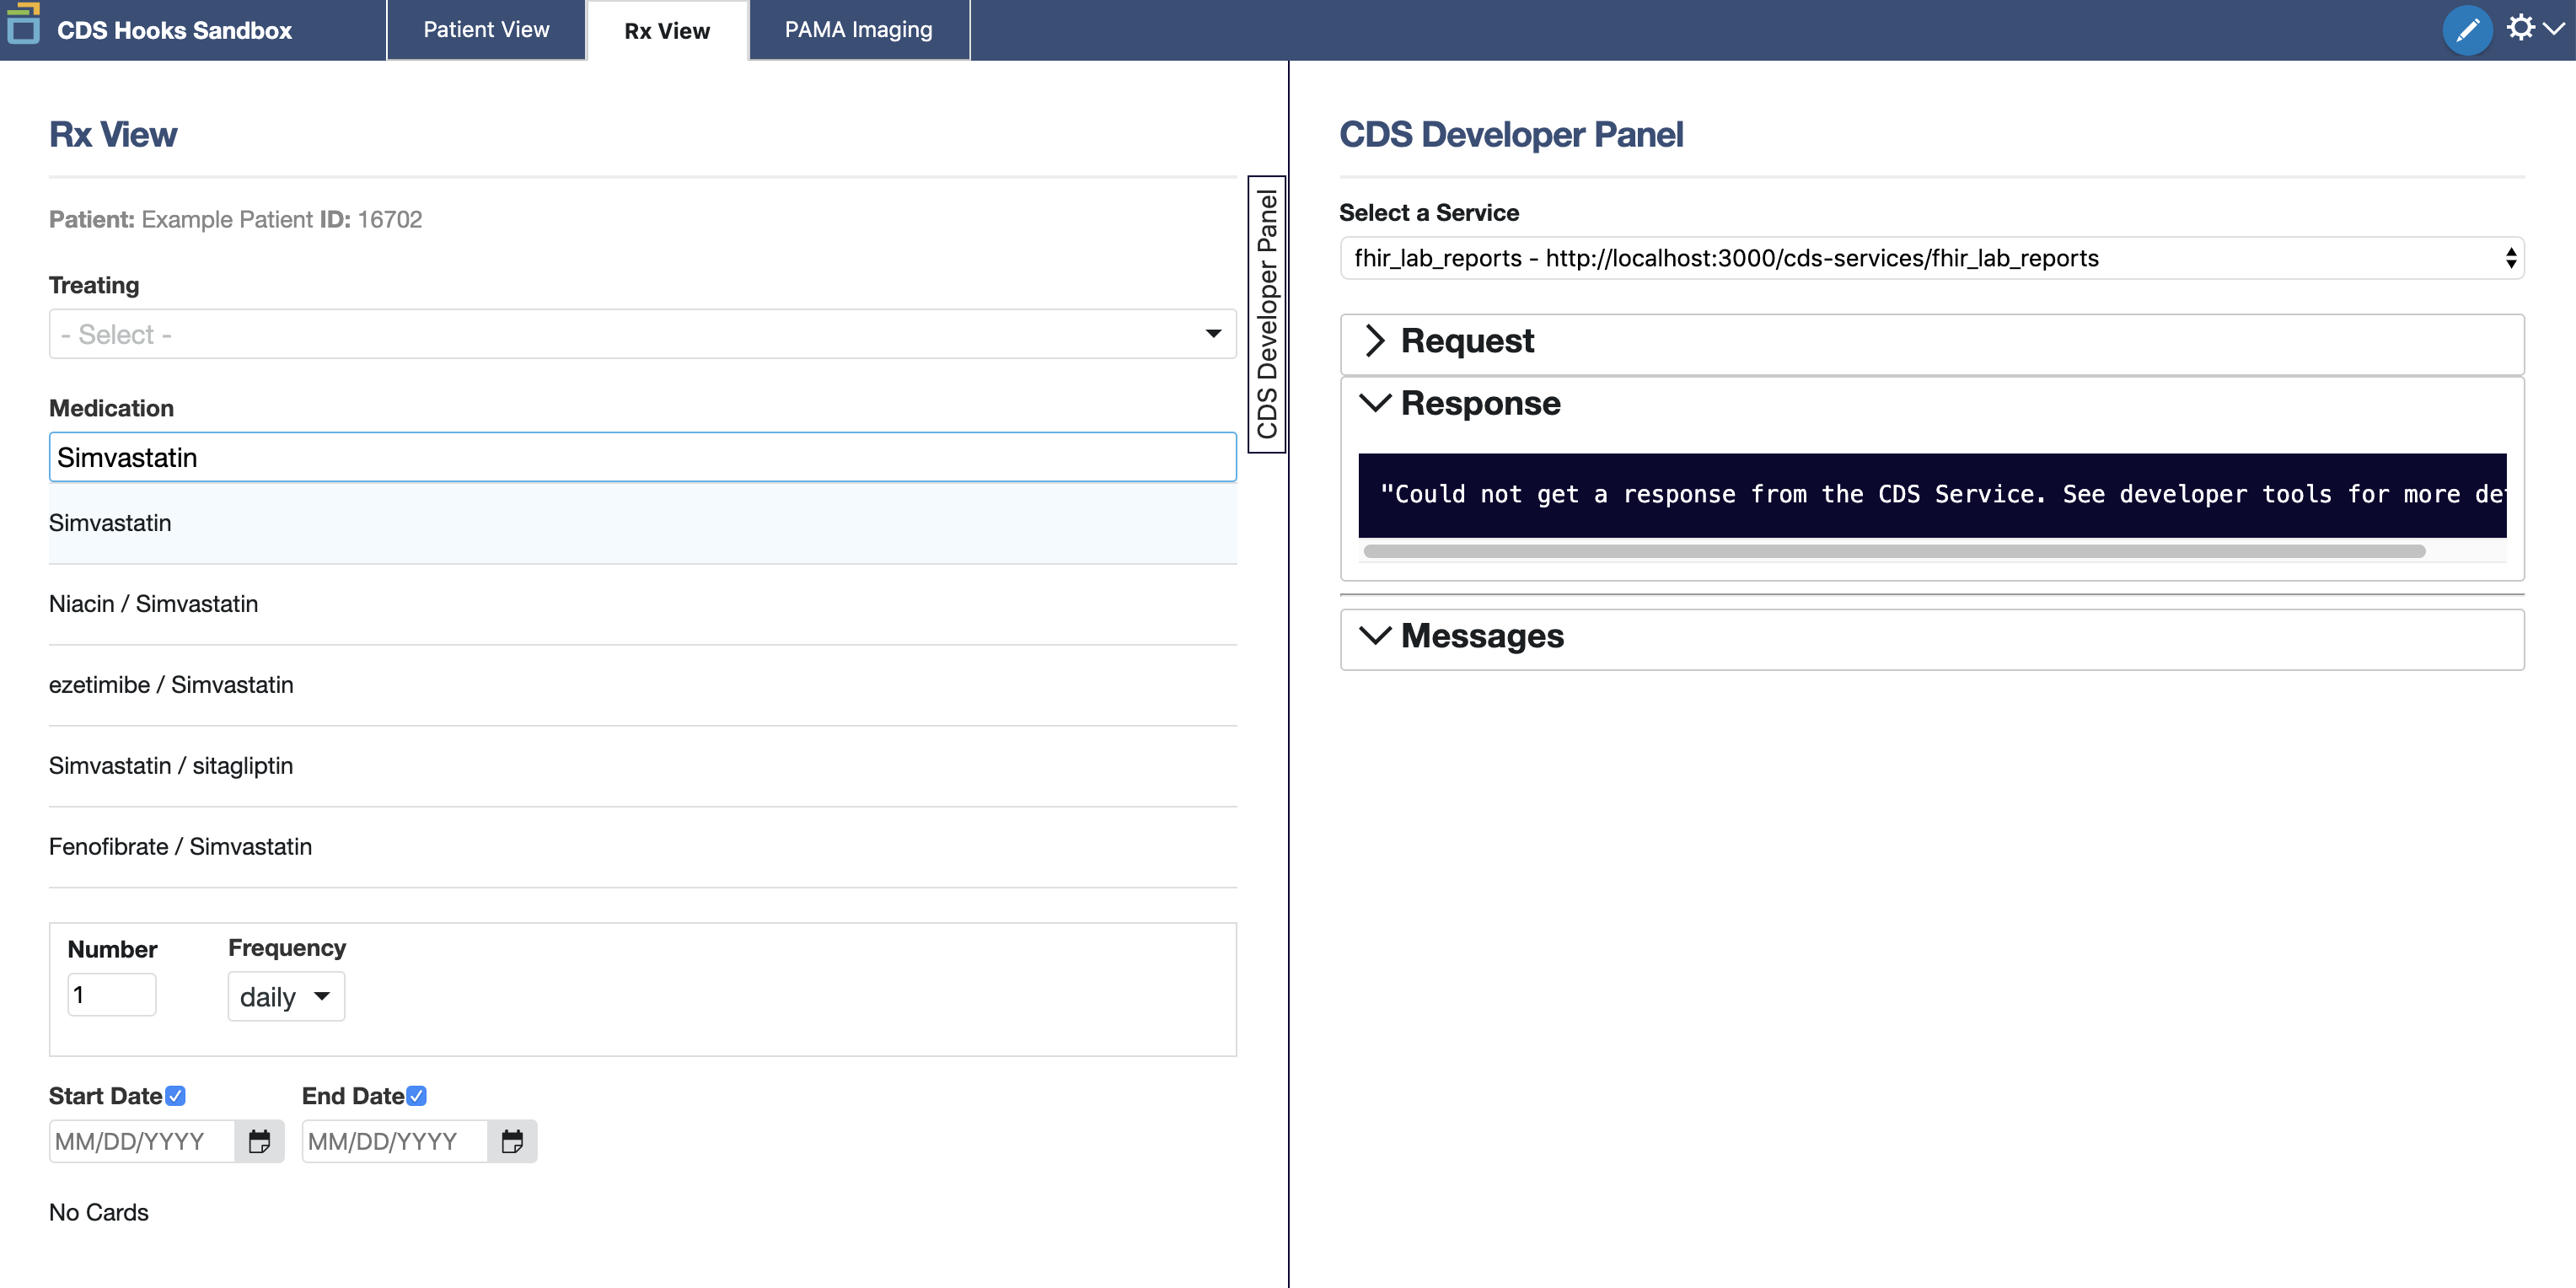 CDS Hooks Sandbox
Patient View
Rx View
PAMA Imaging
Rx View
Patient: Example Patient ID: 16702
Treating
- Select -
Medication
Simvastatin
Simvastatin
Niacin / Simvastatin
ezetimibe / Simvastatin
Simvastatin / sitagliptin
Fenofibrate / Simvastatin
Number
Frequency
1
daily
Start Date
End Date
MM/DD/YYYY
MM/DD/YYYY
No Cards
CDS Developer Panel
CDS Developer Panel
Select a Service
fhir_lab_reports - http://localhost:3000/cds-services/fhir_lab_reports
Request
Response
"Could not get a response from the CDS Service. See developer tools for more
Messages